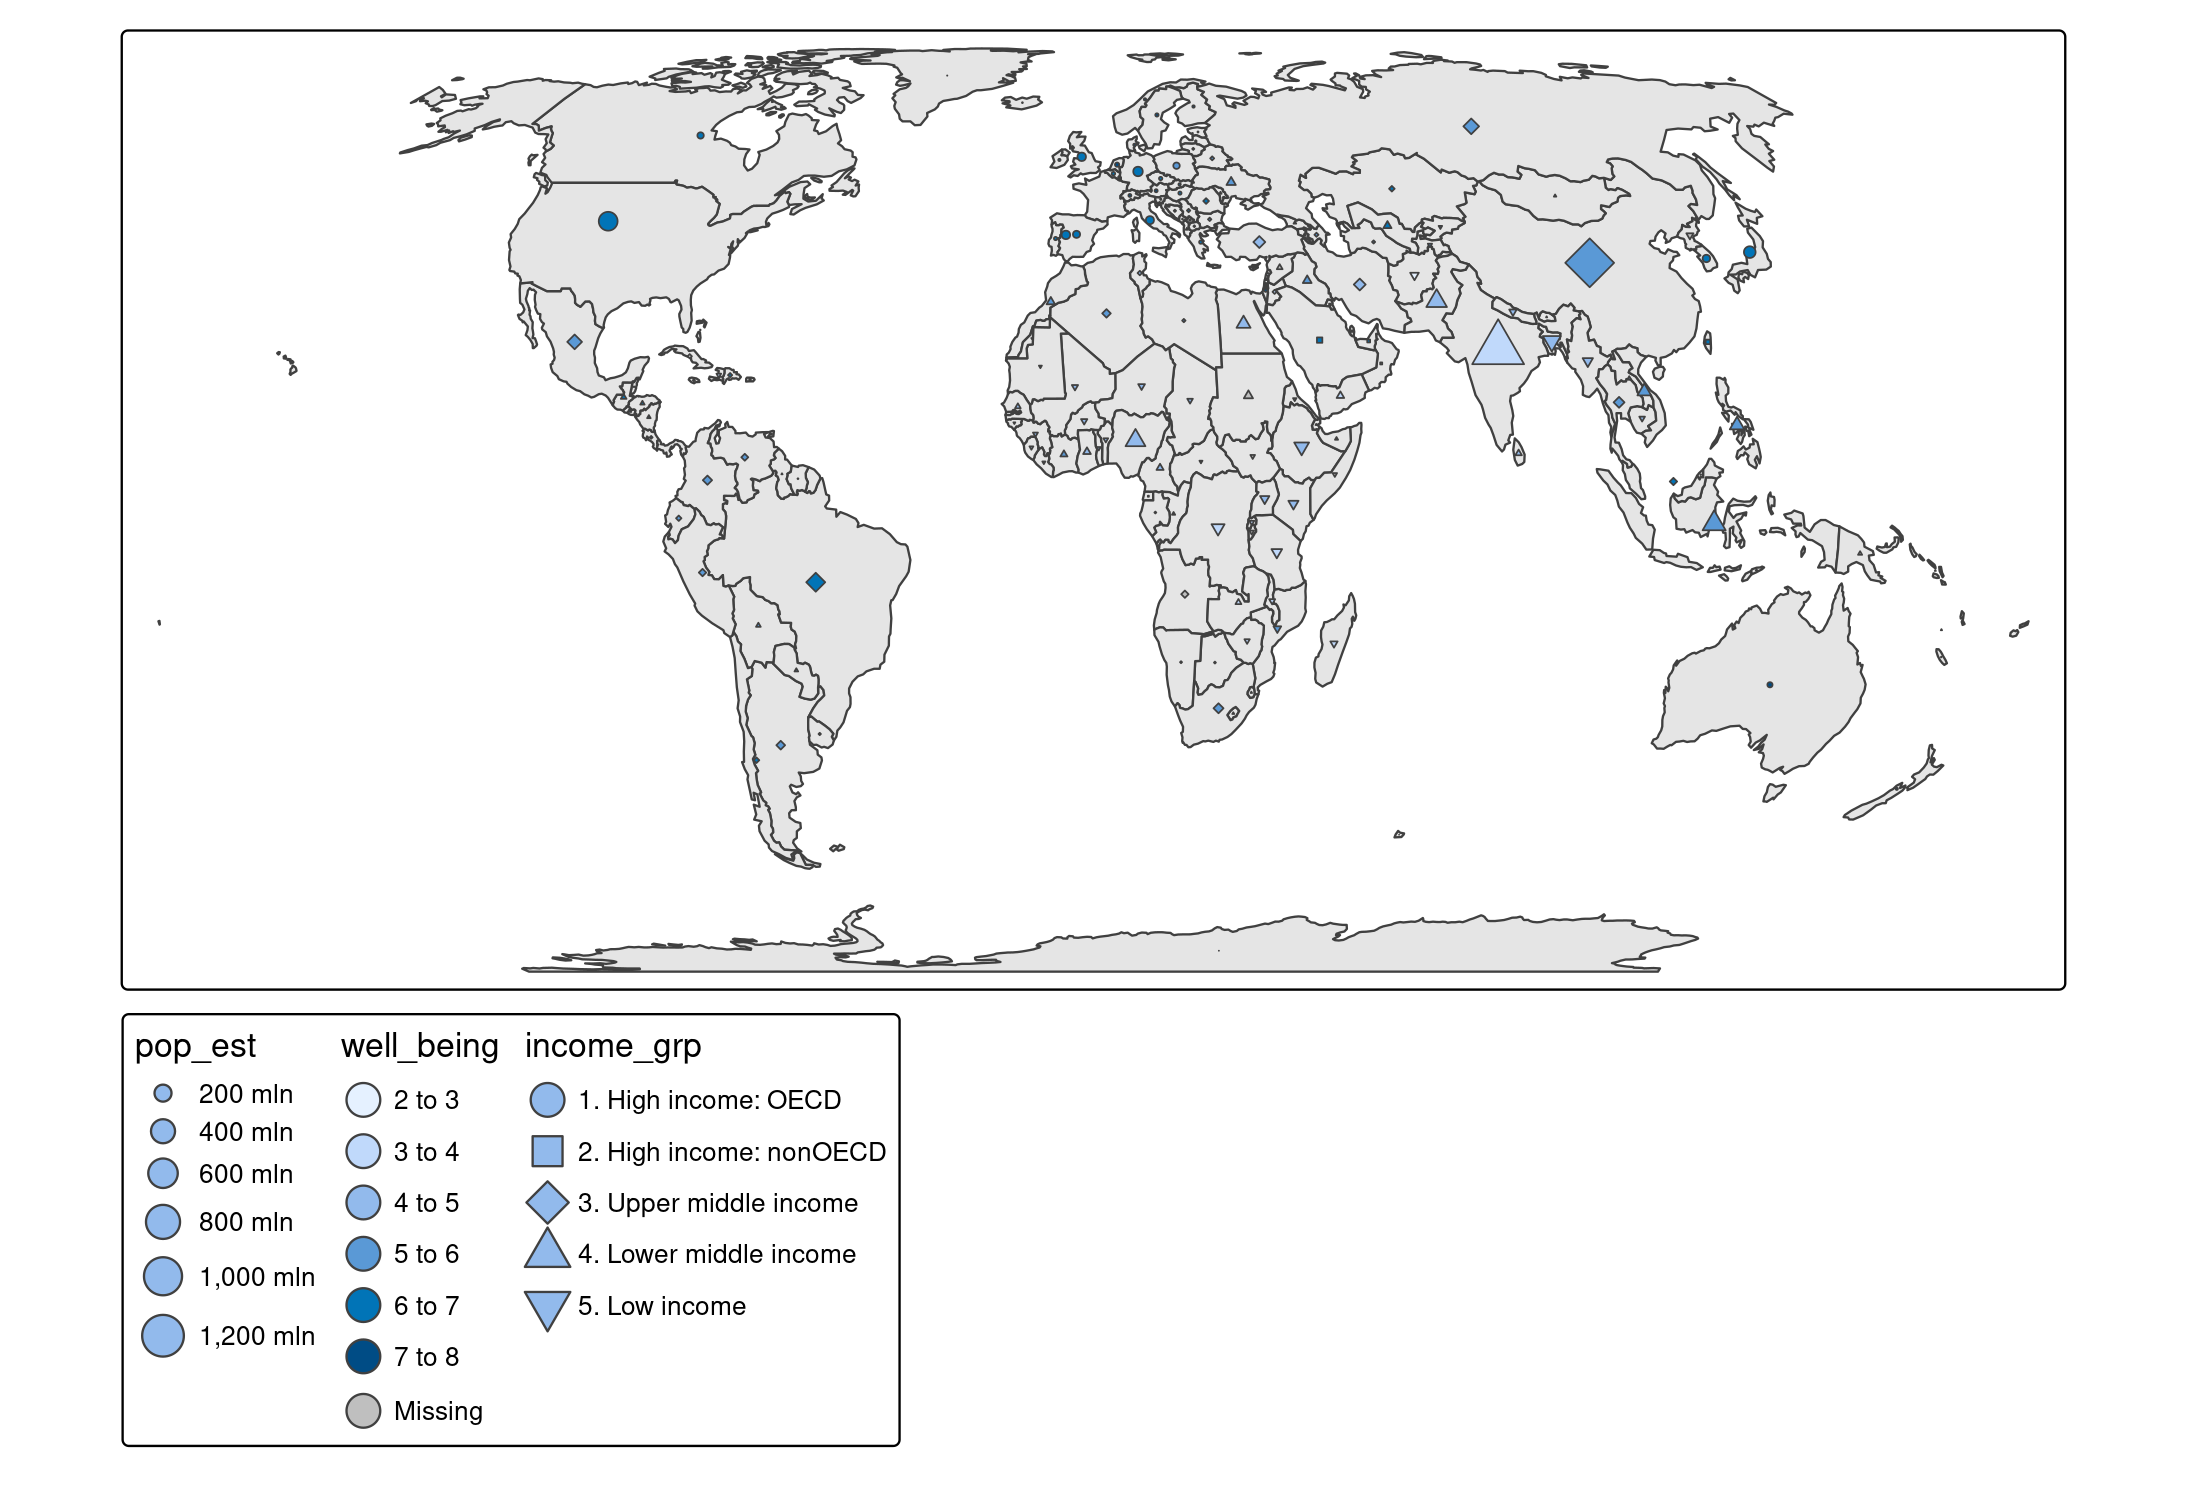 pop_est
200 mln
400 mln
600 mln
800 mln
1,000 mln
1,200 mln
well_being
2 to 3
3 to 4
4 to 5
5 to 6
6 to 7
7 to 8
Missing
income_grp
1. High income: OECD
2. High income: nonOECD
3. Upper middle income
4. Lower middle income
5. Low income